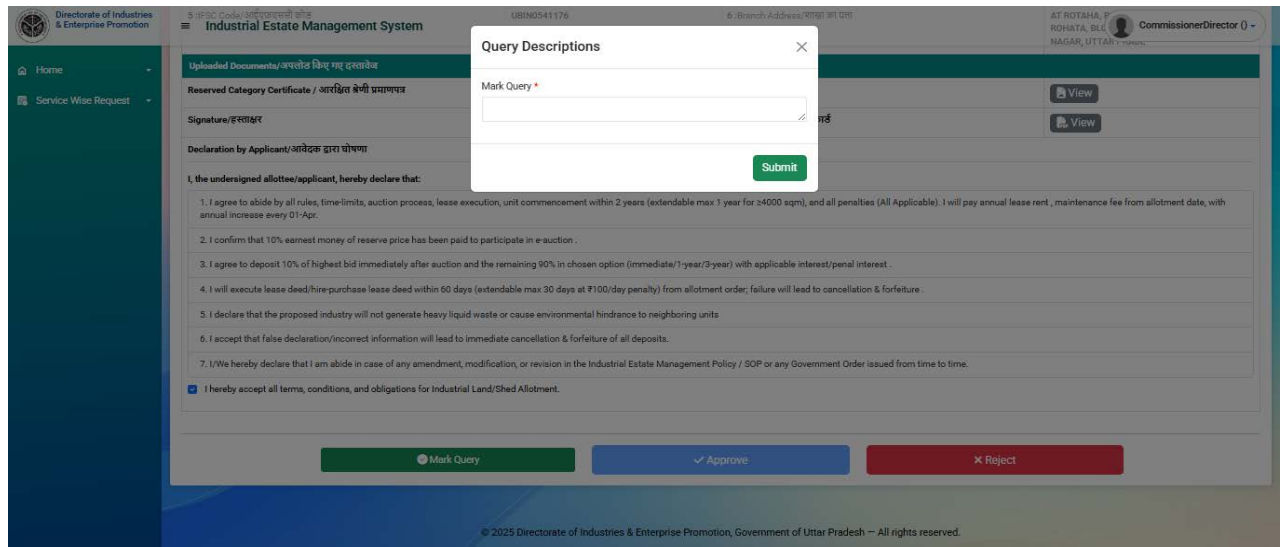 Directorate of Industries
& Enterprise Promotion
Industrial Estate Management System
3 :IFSC Code/आईएफएससी कोड
UBIN0541176
6 :Branch Address/शाखा का पता
AT ROTAHA,
ROHATA,
NAGAR, UTTAR
CommissionerDirector ()
Home
Service Wise Request
Query Descriptions
Mark Query *
Submit
Uploaded Documents/अपलोड किए गए दस्तावेज
Reserved Category Certificate / आरक्षित श्रेणी प्रमाणपत्र
View
Signature/हस्ताक्षर
View
Declaration by Applicant/आवेदक द्वारा घोषणा
I, the undersigned allottee/applicant, hereby declare that:
1. I agree to abide by all rules, time-limits, auction process, lease execution, unit commencement within 2 years (extendable max 1 year for ≥4000 sqm), and all penalties (All Applicable). I will pay annual lease rent , maintenance fee from allotment date, with
annual increase every 01-Apr.
2. I confirm that 10% earnest money of reserve price has been paid to participate in e-auction .
3. I agree to deposit 10% of highest bid immediately after auction and the remaining 90% in chosen option (immediate/1-year/3-year) with applicable interest/penal interest .
4. I will execute lease deed/hire-purchase lease deed within 60 days (extendable max 30 days at ₹100/day penalty) from allotment order; failure will lead to cancellation & forfeiture .
5. I declare that the proposed industry will not generate heavy liquid waste or cause environmental hindrance to neighboring units
6. I accept that false declaration/incorrect information will lead to immediate cancellation & forfeiture of all deposits.
7. I/We hereby declare that I am abide in case of any amendment, modification, or revision in the Industrial Estate Management Policy / SOP or any Government Order issued from time to time.
I hereby accept all terms, conditions, and obligations for Industrial Land/Shed Allotment.
Mark Query
Approve
Reject
© 2025 Directorate of Industries & Enterprise Promotion, Government of Uttar Pradesh — All rights reserved.